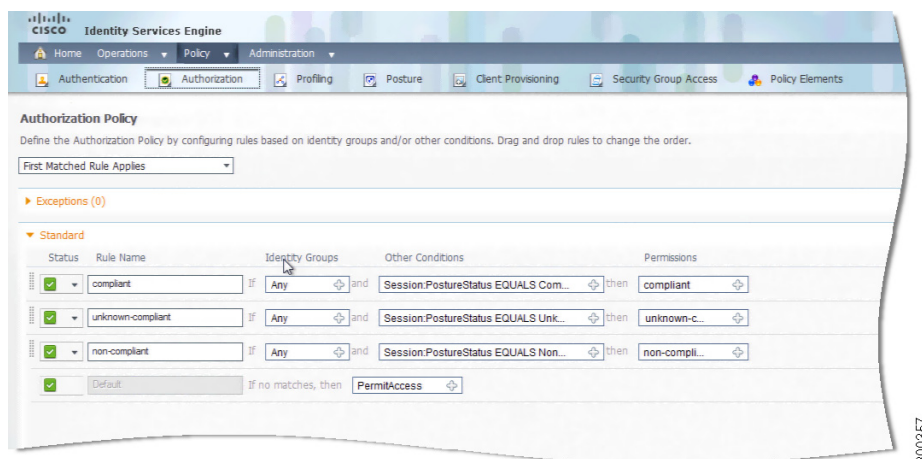 CISCO Identity Services Engine
Home Operations Policy Administration
Authentication Authorization Profiling Posture Client Provisioning Security Group Access Policy Elements
Authorization Policy
Define the Authorization Policy by configuring rules based on identity groups and/or other conditions. Drag and drop rules to change the order.
First Matched Rule Applies
Exceptions (0)
Standard
Status Rule Name Identity Groups Other Conditions Permissions
compliant If Any and Session:PostureStatus EQUALS Com... then compliant
unknown-compliant If Any and Session:PostureStatus EQUALS Unk... then unknown-c...
non-compliant If Any and Session:PostureStatus EQUALS Non... then non-compli...
Default If no matches, then PermitAccess